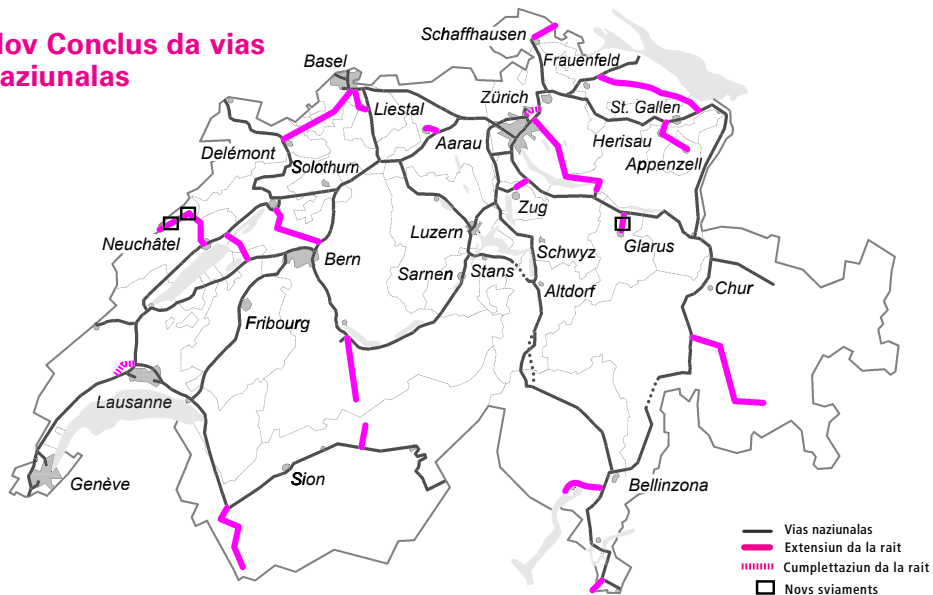 Nov Conclus da vias
naziunalas
Schaffhausen
Frauenfeld
Basel
Zürich
St. Gallen
Liestal
Herisau
Aarau
Appenzell
Delémont
Solothurn
Zug
Neuchâtel
Luzern
Glarus
Schwyz
Bern
Sarnen
Stans
Altdorf
Chur
Fribourg
Lausanne
Sion
Genève
Bellinzona
Vias naziunalas
Extensiun da la rait
Cumplettaziun da la rait
Novs sviaments